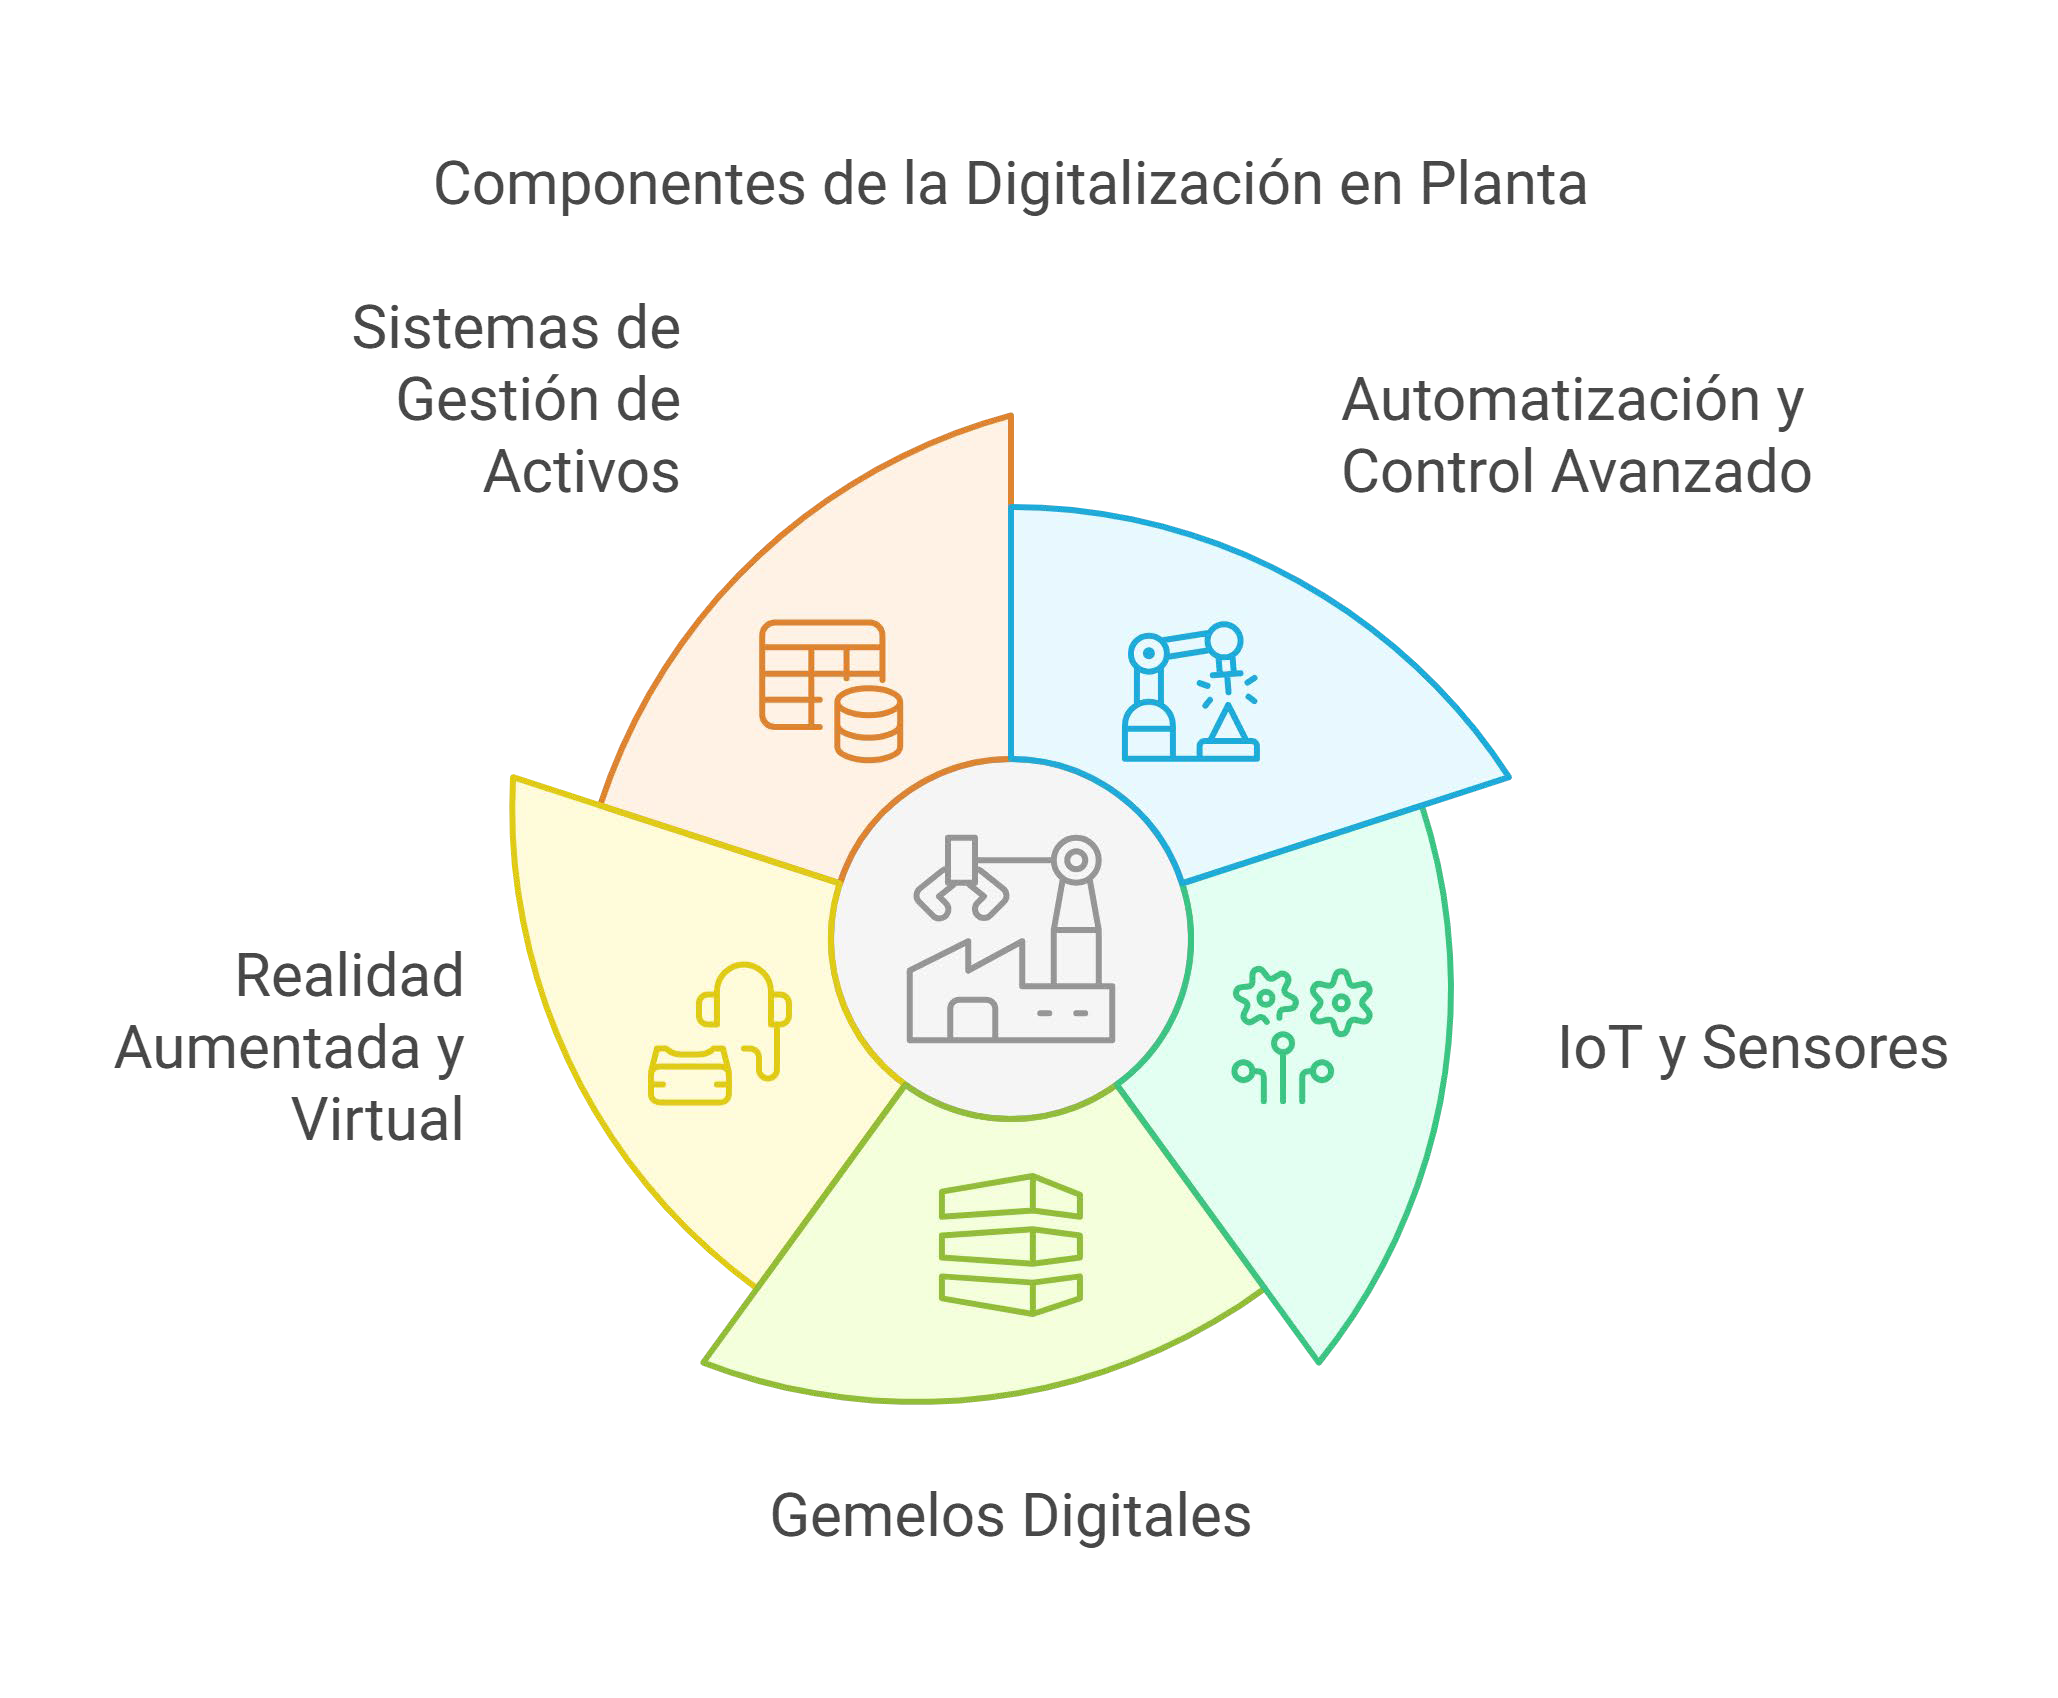 Componentes de la Digitalización en Planta
Sistemas de
Gestión de
Activos
Automatización y
Control Avanzado
Realidad
Aumentada y
Virtual
IoT y Sensores
Gemelos Digitales